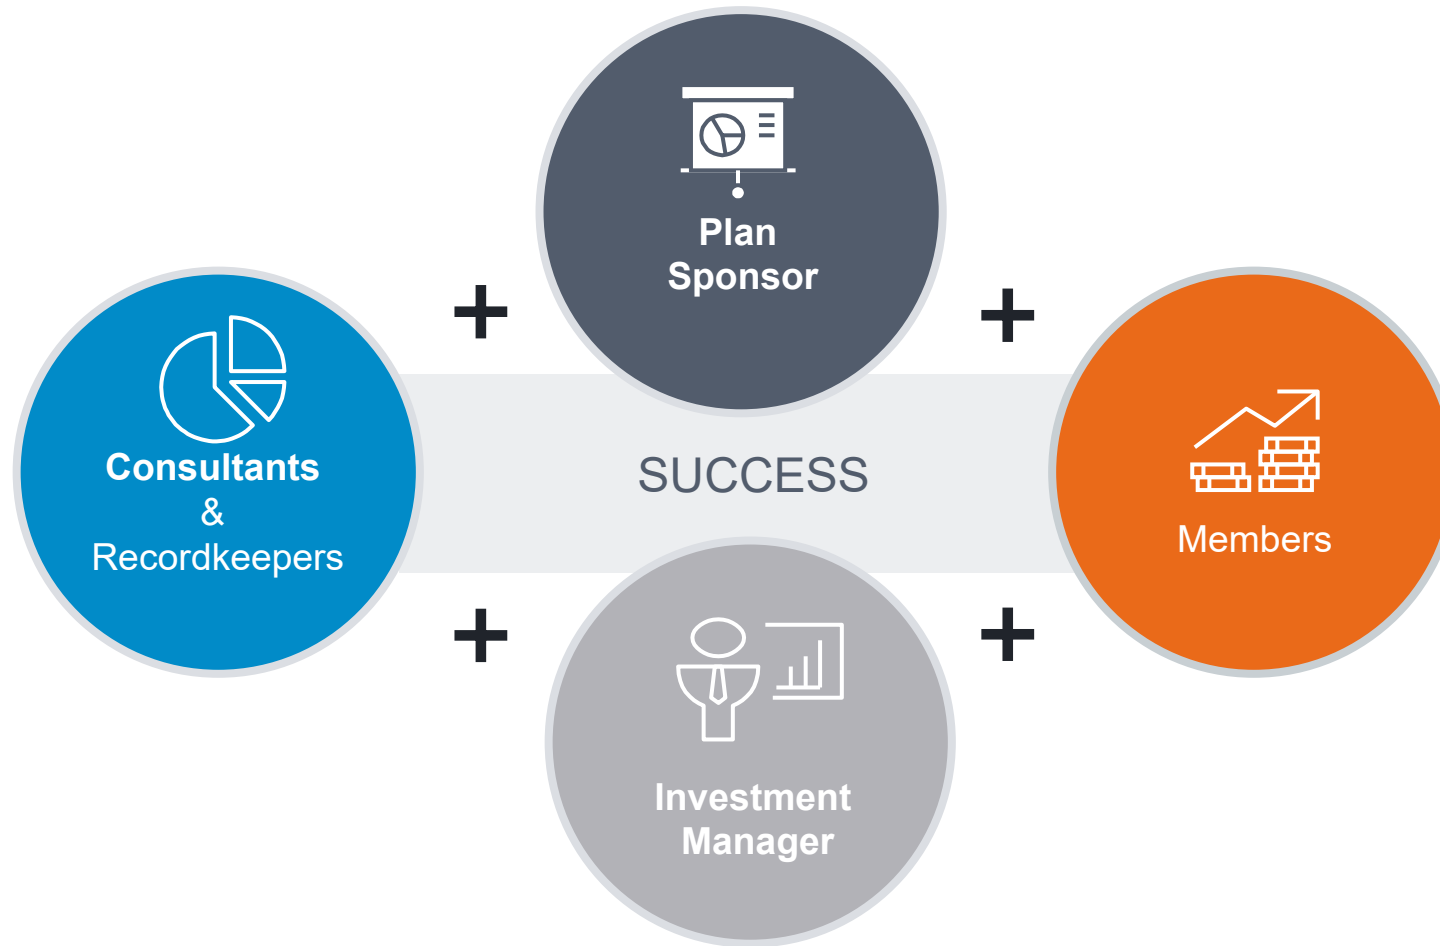 Plan
Sponsor
+
+
Consultants
&
Recordkeepers
SUCCESS
Members
+
+
Investment
Manager